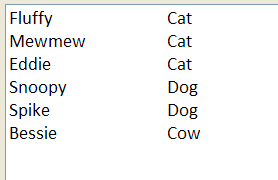 Fluffy Cat
Mewmew Cat
Eddie Cat
Snoopy Dog
Spike Dog
Bessie Cow